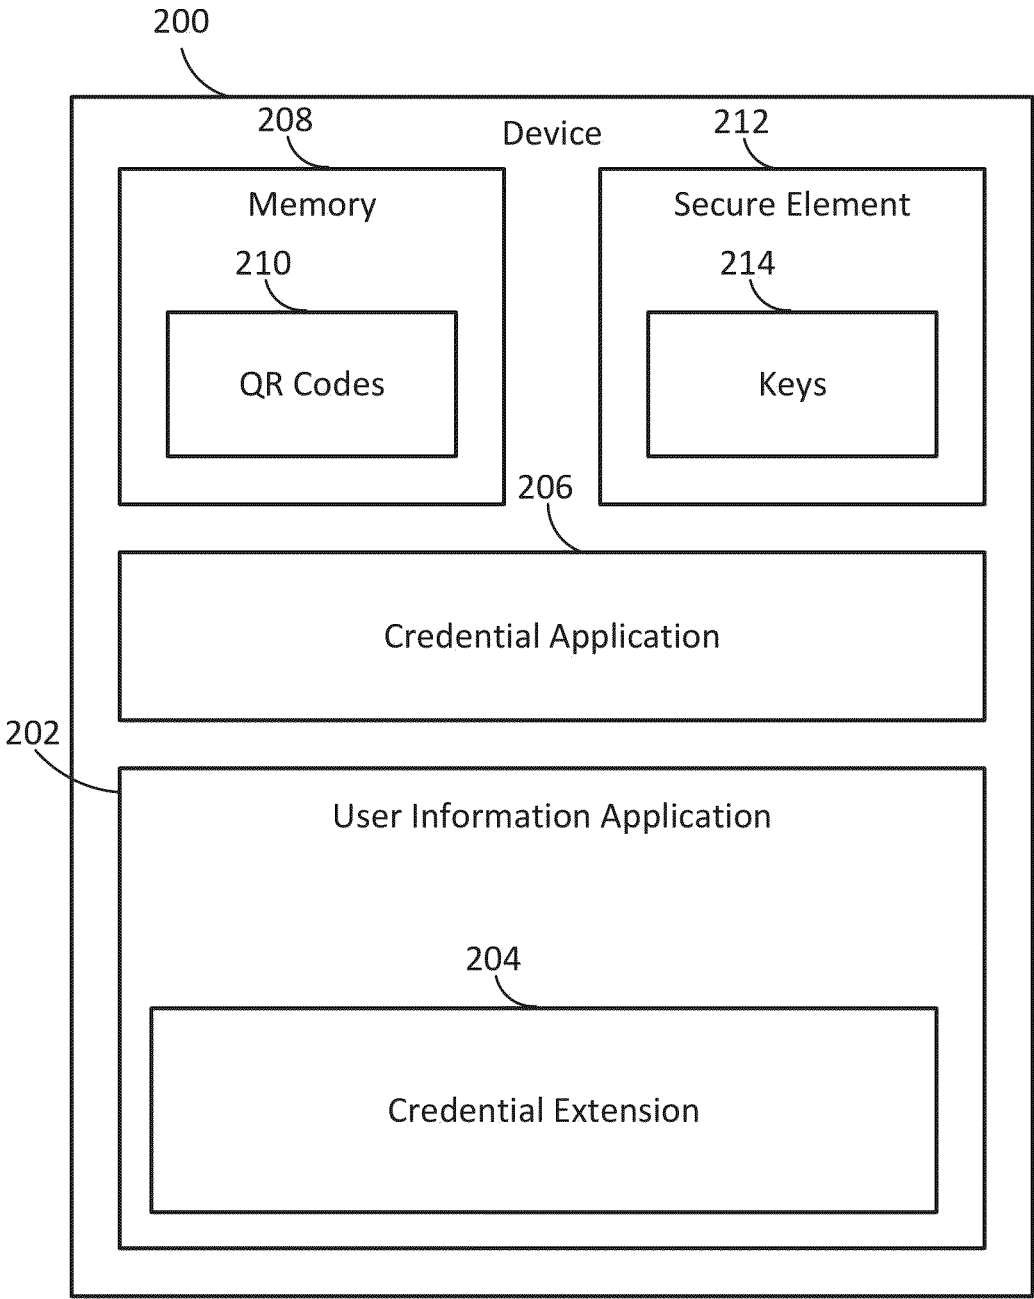 200
208
Device
212
Memory
Secure Element
210
214
QR Codes
Keys
206
Credential Application
202
User Information Application
204
Credential Extension